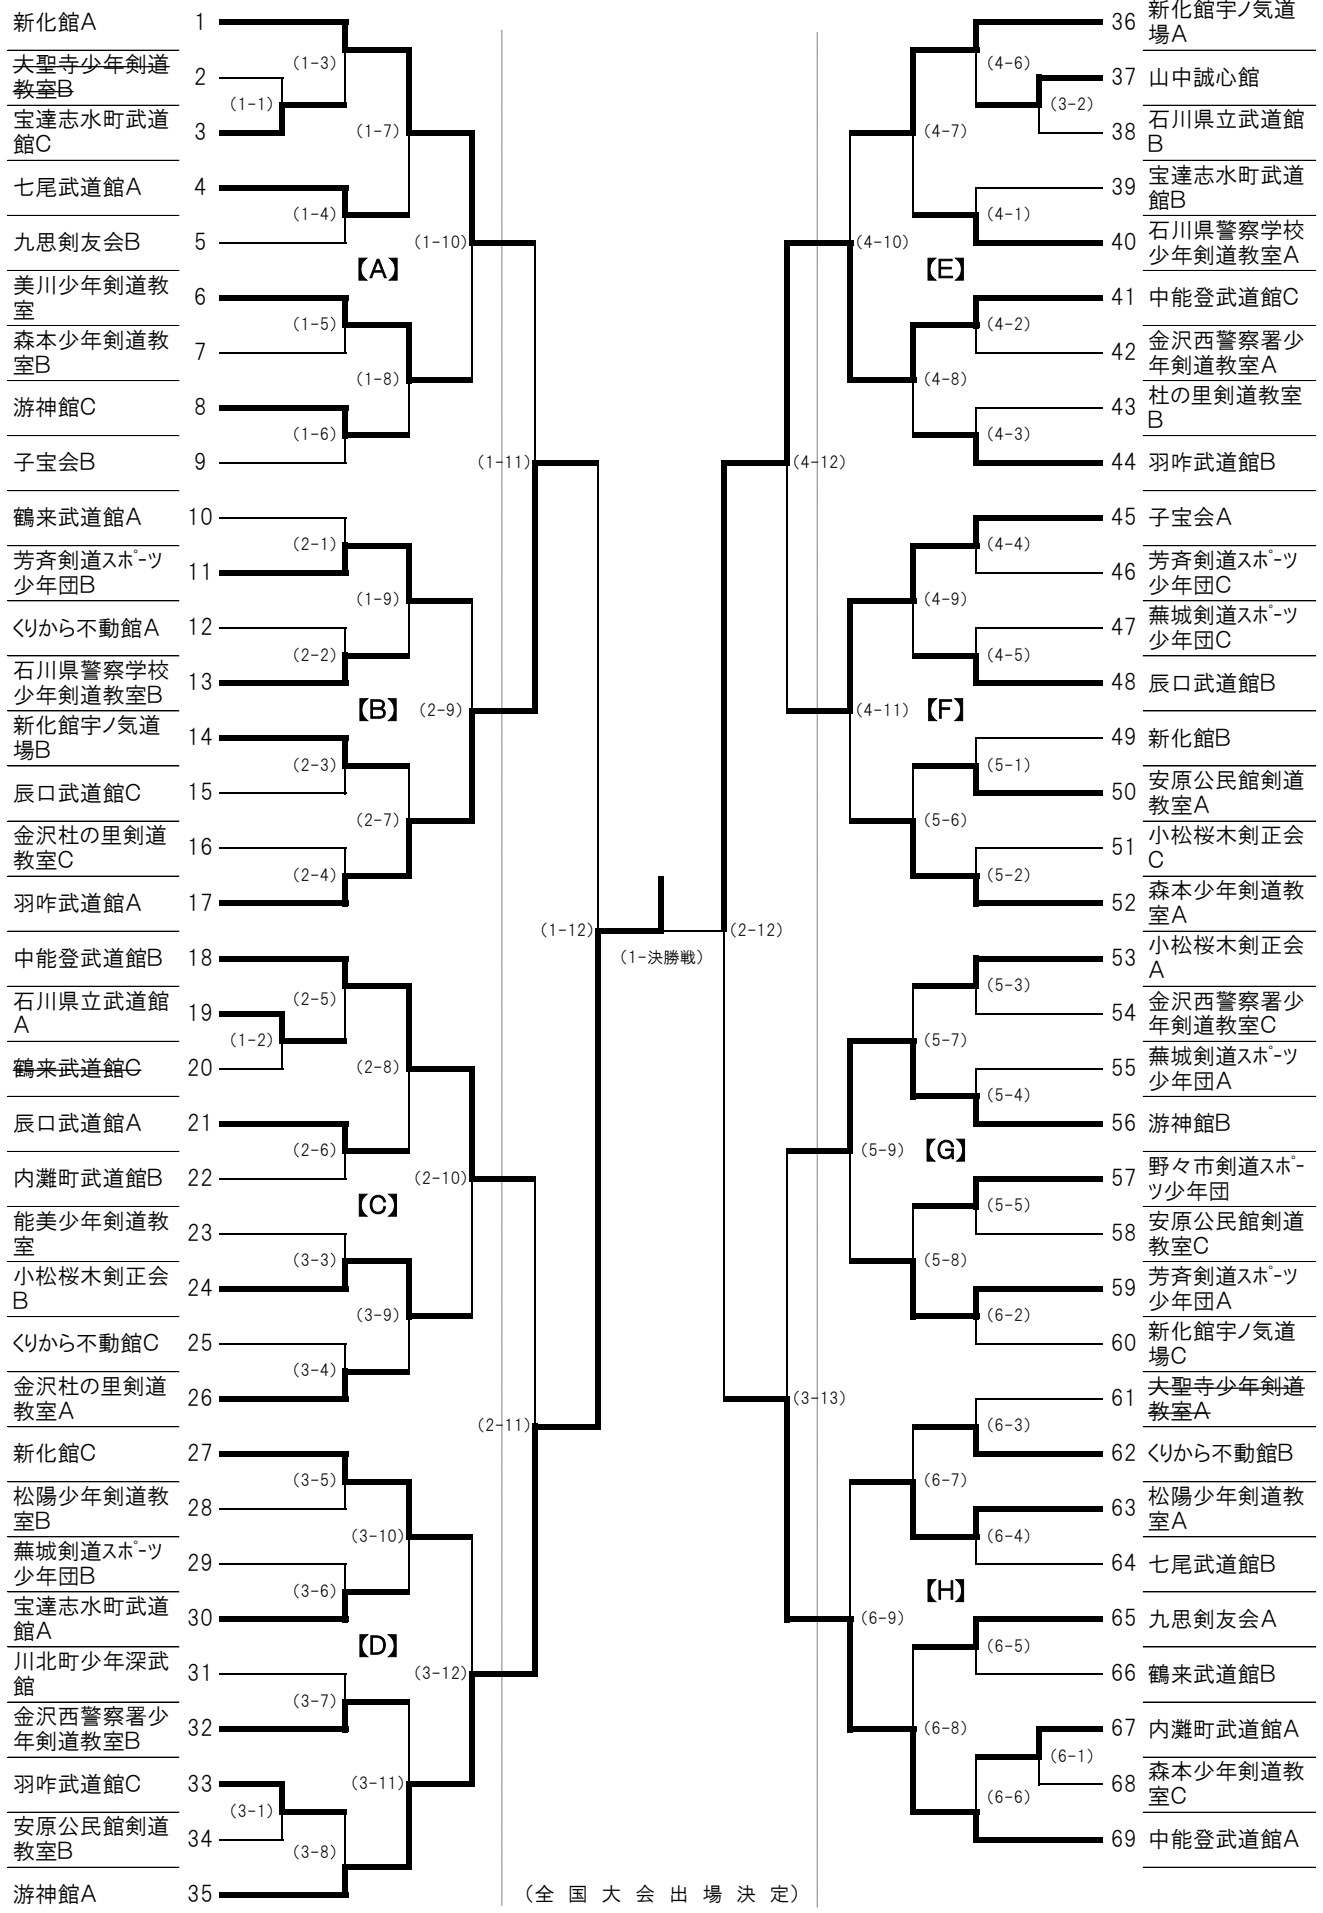 新化館A 1
大聖寺少年剣道
教室B 2
宝達志水町武道
館C 3
七尾武道館A 4
九思剣友会B 5
美川少年剣道教
室 6
森本少年剣道教
室B 7
游神館C 8
子宝会B 9
鶴来武道館A 10
芳斉剣道スポーツ
少年団B 11
くりから不動館A 12
石川県警察学校
少年剣道教室B 13
新化館宇ノ気道
場B 14
辰口武道館C 15
金沢杜の里剣道
教室C 16
羽咋武道館A 17
中能登武道館B 18
石川県立武道館
A 19
鶴来武道館C 20
辰口武道館A 21
内灘町武道館B 22
能美少年剣道教
室 23
小松桜木剣正会
B 24
くりから不動館C 25
金沢杜の里剣道
教室A 26
新化館C 27
松陽少年剣道教
室B 28
蕪城剣道スポーツ
少年団B 29
宝達志水町武道
館A 30
川北町少年深武
館 31
金沢西警察署少
年剣道教室B 32
羽咋武道館C 33
安原公民館剣道
教室B 34
游神館A 35
(1-1)
(1-2)
(3-1)
(1-3)
(1-4)
(1-5)
(1-6)
(2-1)
(2-2)
(2-3)
(2-4)
(2-5)
(2-6)
(3-3)
(3-4)
(3-5)
(3-6)
(3-7)
(3-8)
(1-7)
(1-8)
(1-9)
(2-7)
(2-8)
(3-9)
(3-10)
(3-11)
【A】
【B】
【C】
【D】
(1-10)
(2-9)
(2-10)
(3-12)
(1-11)
(2-11)
(1-12)
(1-決勝戦)
(2-12)
(4-12)
(3-13)
(4-10)
(4-11)
(5-9)
(6-9)
【E】
【F】
【G】
【H】
(4-7)
(4-8)
(4-9)
(5-6)
(5-7)
(5-8)
(6-7)
(6-8)
(4-6)
(4-1)
(4-2)
(4-3)
(4-4)
(4-5)
(5-1)
(5-2)
(5-3)
(5-4)
(5-5)
(6-2)
(6-3)
(6-4)
(6-5)
(6-6)
(3-2)
(6-1)
36 新化館宇ノ気道
場A
37 山中誠心館
38 石川県立武道館
B
39 宝達志水町武道
館B
40 石川県警察学校
少年剣道教室A
41 中能登武道館C
42 金沢西警察署少
年剣道教室A
43 杜の里剣道教室
B
44 羽咋武道館B
45 子宝会A
46 芳斉剣道スポーツ
少年団C
47 蕪城剣道スポーツ
少年団C
48 辰口武道館B
49 新化館B
50 安原公民館剣道
教室A
51 小松桜木剣正会
C
52 森本少年剣道教
室A
53 小松桜木剣正会
A
54 金沢西警察署少
年剣道教室C
55 蕪城剣道スポーツ
少年団A
56 游神館B
57 野々市剣道スポー
ツ少年団
58 安原公民館剣道
教室C
59 芳斉剣道スポーツ
少年団A
60 新化館宇ノ気道
場C
61 大聖寺少年剣道
教室A
62 くりから不動館B
63 松陽少年剣道教
室A
64 七尾武道館B
65 九思剣友会A
66 鶴来武道館B
67 内灘町武道館A
68 森本少年剣道教
室C
69 中能登武道館A
(全国大会出場決定)